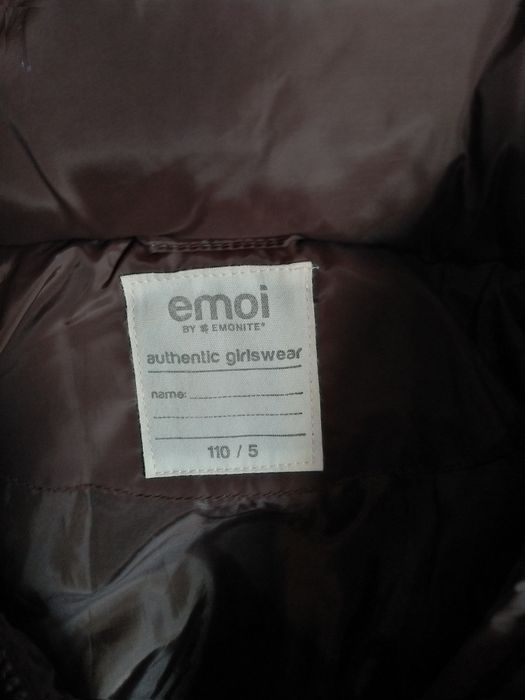 emoi
BY EMONITE®
authentic girlswear
name:
110 / 5